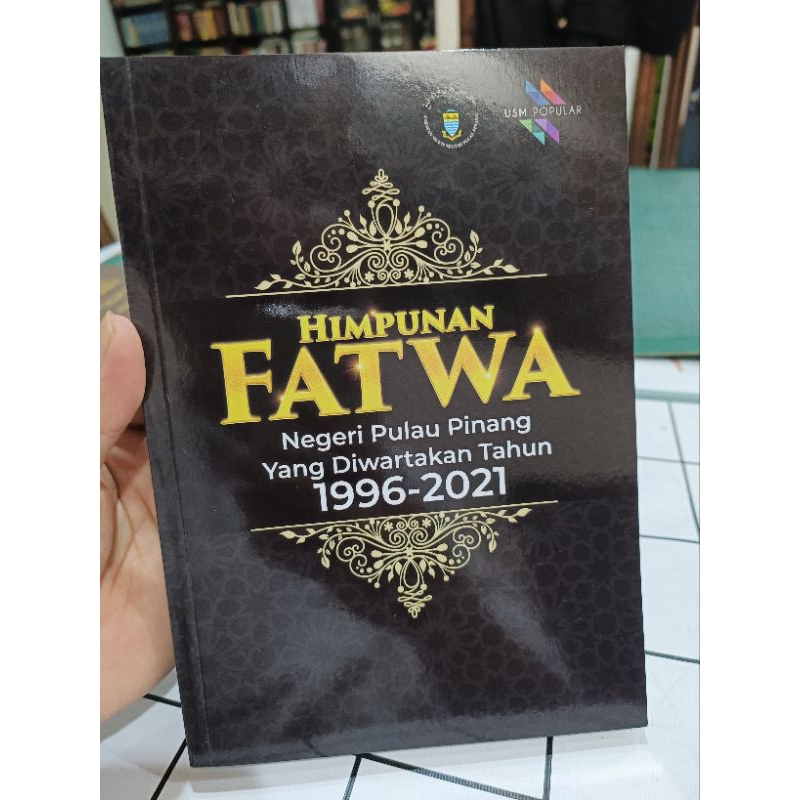 USM POPULAR
HIMPUNAN
FATWA
Negeri Pulau Pinang
Yang Diwartakan Tahun
1996-2021